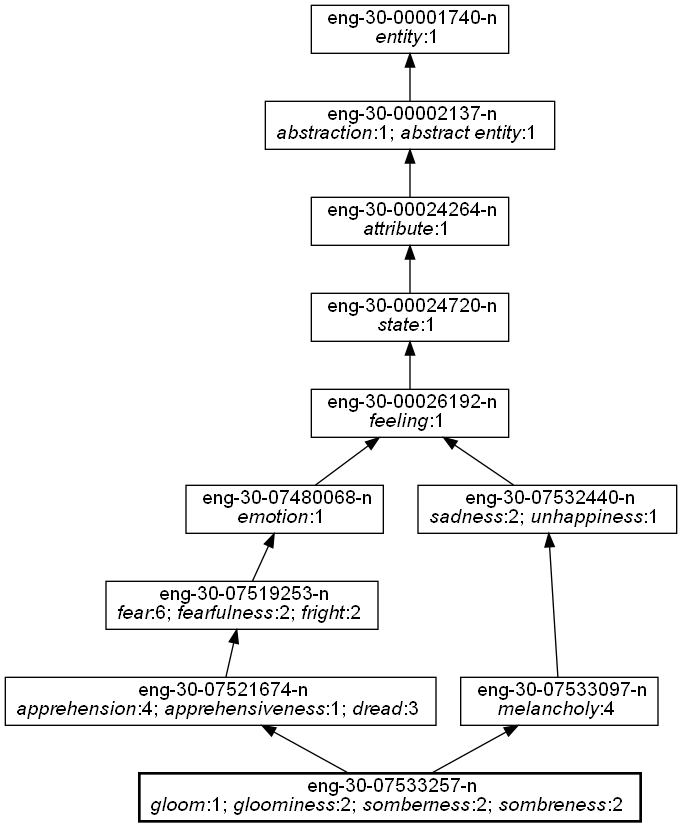 eng-30-00001740-n
entity:1
eng-30-00002137-n
abstraction:1; abstract entity:1
eng-30-00024264-n
attribute:1
eng-30-00024720-n
state:1
eng-30-00026192-n
feeling:1
eng-30-07480068-n
emotion:1
eng-30-07532440-n
sadness:2; unhappiness:1
eng-30-07519253-n
fear:6; fearfulness:2; fright:2
eng-30-07521674-n
apprehension:4; apprehensiveness:1; dread:3
eng-30-07533097-n
melancholy:4
eng-30-07533257-n
gloom:1; gloominess:2; somberness:2; sombreness:2